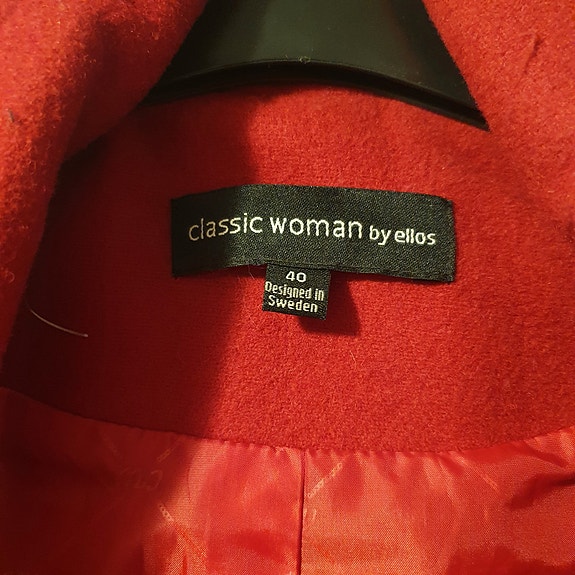 classic woman by ellos
40
Designed in
Sweden